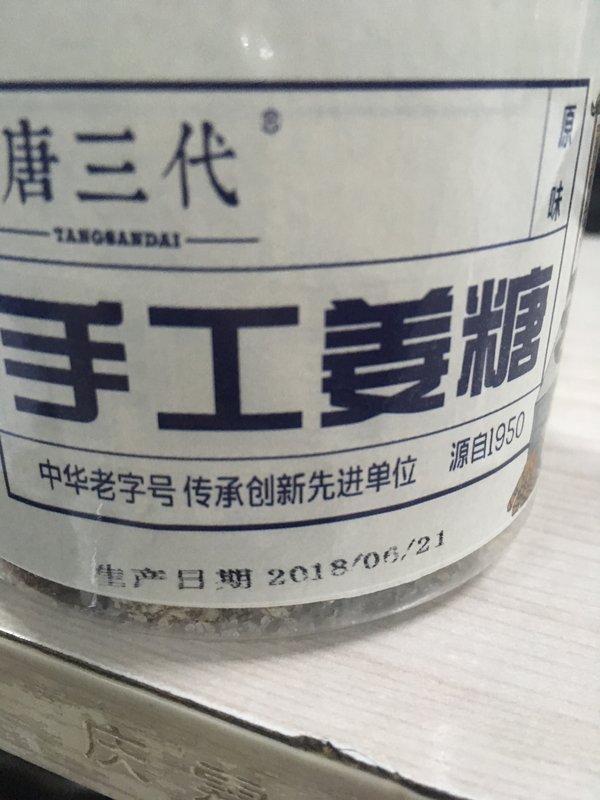 唐三代®
TANGSANDAI
原味
手工姜糖
中华老字号 传承创新先进单位 源自1950
生产日期 2018/06/21